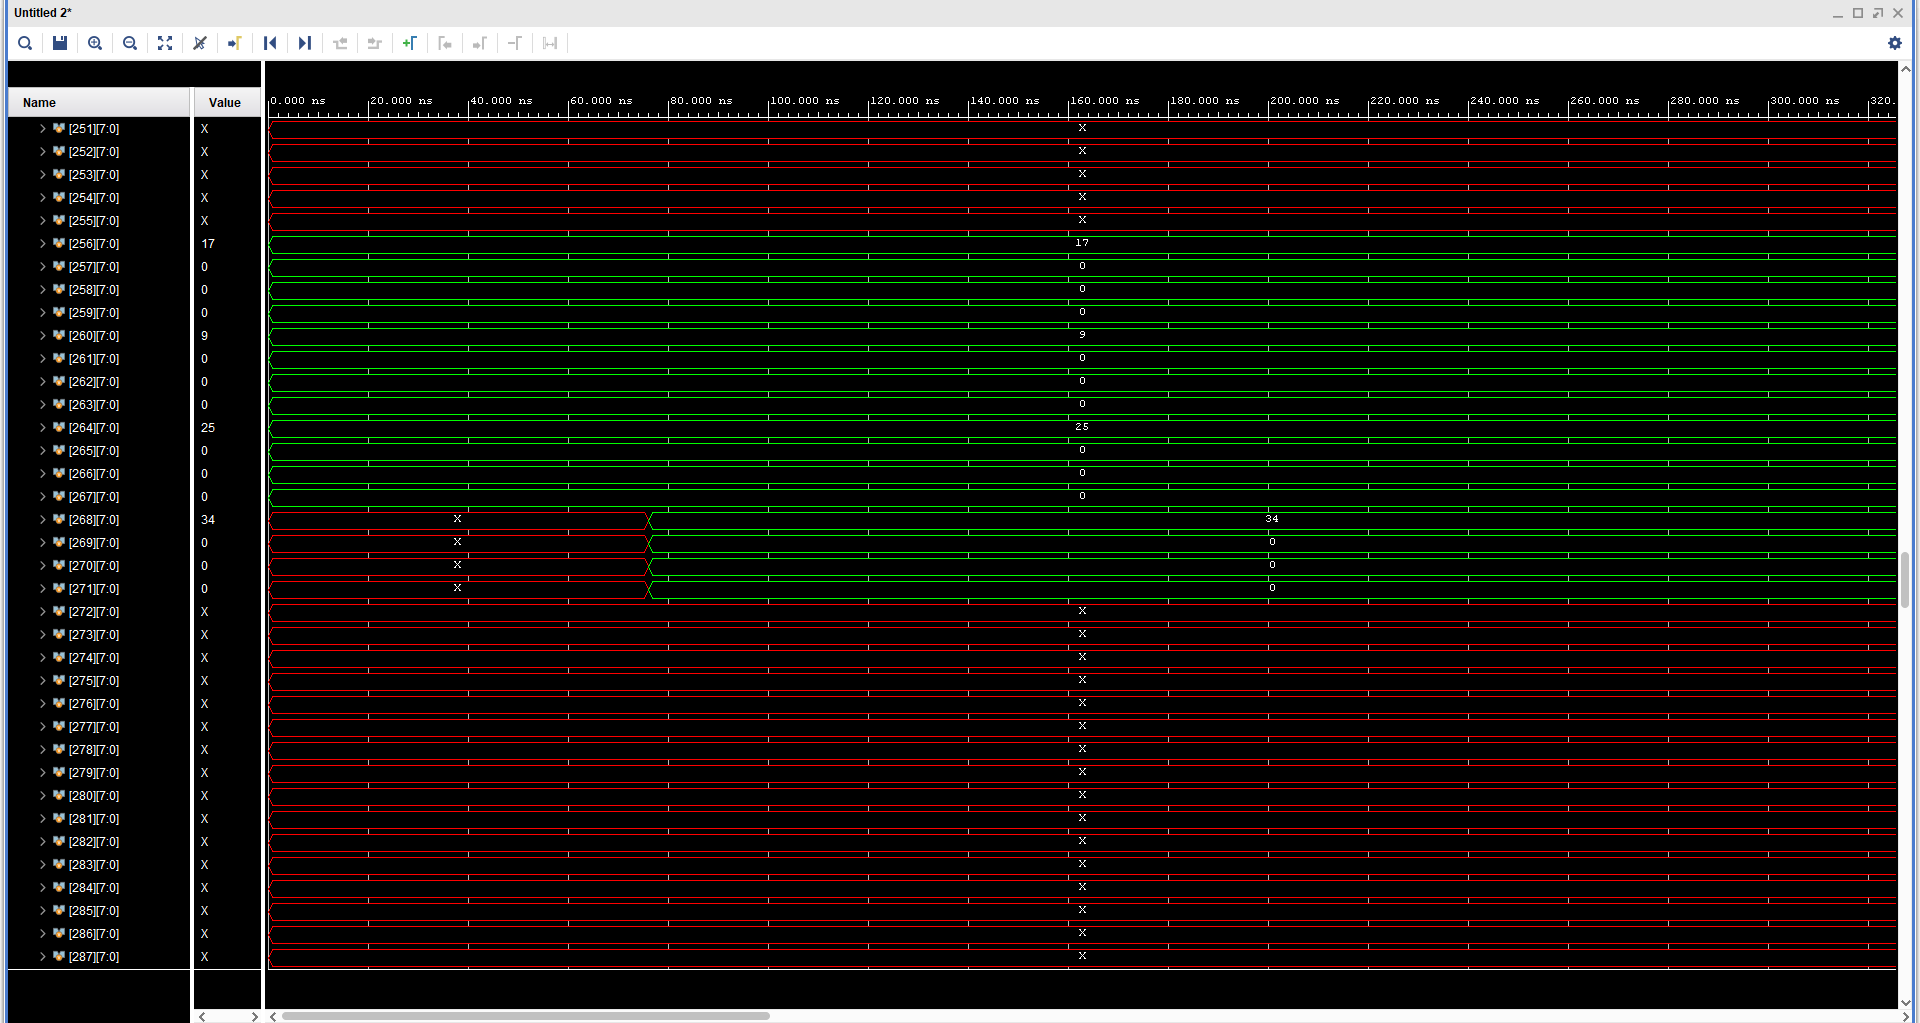 Untitled 2*
Name Value 0.000 ns 20.000 ns 40.000 ns 60.000 ns 80.000 ns 100.000 ns 120.000 ns 140.000 ns 160.000 ns 180.000 ns 200.000 ns 220.000 ns 240.000 ns 260.000 ns 280.000 ns 300.000 ns 320.
[251][7:0] X X
[252][7:0] X X
[253][7:0] X X
[254][7:0] X X
[255][7:0] X X
[256][7:0] 17 17
[257][7:0] 0 0
[258][7:0] 0 0
[259][7:0] 0 0
[260][7:0] 9 9
[261][7:0] 0 0
[262][7:0] 0 0
[263][7:0] 0 0
[264][7:0] 25 25
[265][7:0] 0 0
[266][7:0] 0 0
[267][7:0] 0 0
[268][7:0] 34 X 34
[269][7:0] 0 X 0
[270][7:0] 0 X 0
[271][7:0] 0 X 0
[272][7:0] X X
[273][7:0] X X
[274][7:0] X X
[275][7:0] X X
[276][7:0] X X
[277][7:0] X X
[278][7:0] X X
[279][7:0] X X
[280][7:0] X X
[281][7:0] X X
[282][7:0] X X
[283][7:0] X X
[284][7:0] X X
[285][7:0] X X
[286][7:0] X X
[287][7:0] X X